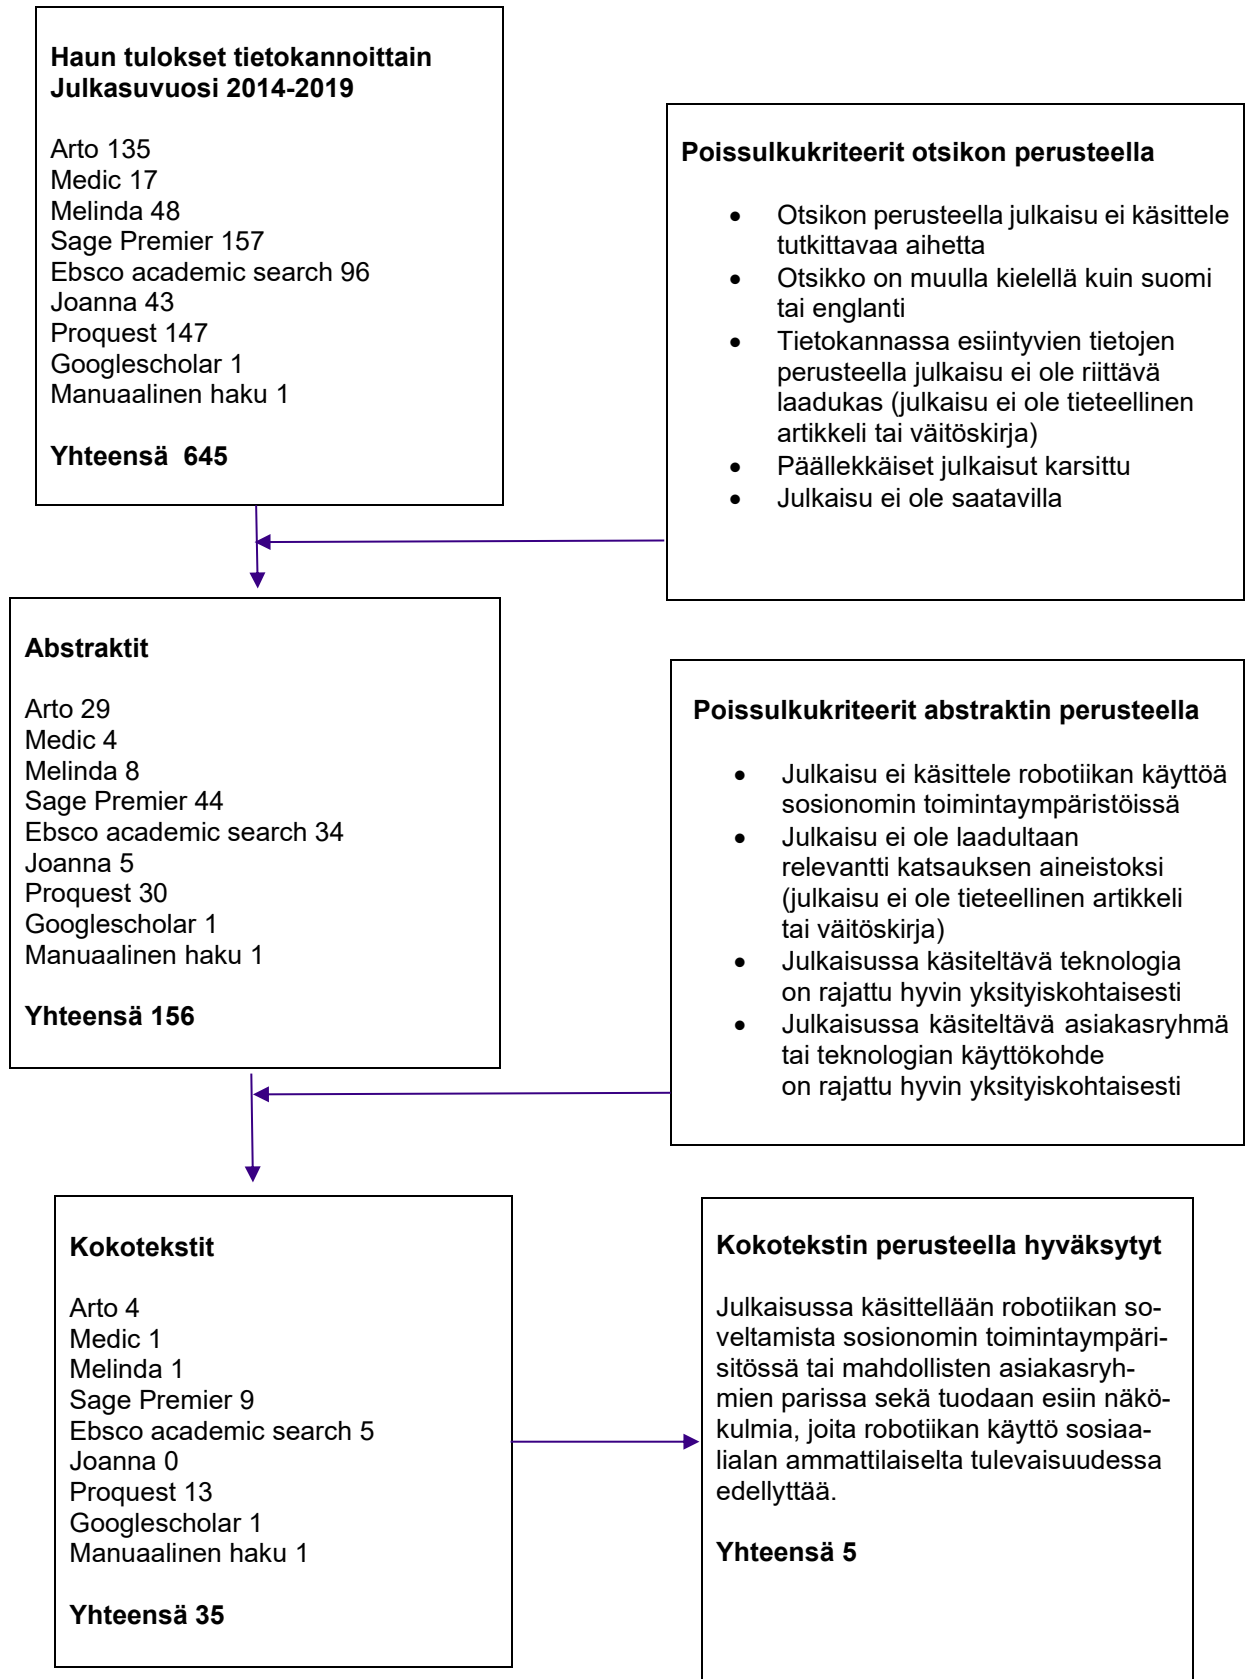 Haun tulokset tietokannoittain
Julkasuvuosi 2014-2019
Arto 135
Medic 17
Melinda 48
Sage Premier 157
Ebsco academic search 96
Joanna 43
Proquest 147
Googlescholar 1
Manuaalinen haku 1
Yhteensä 645
Poissulkukriteerit otsikon perusteella
• Otsikon perusteella julkaisu ei käsittele
tutkittavaa aihetta
• Otsikko on muulla kielellä kuin suomi
tai englanti
• Tietokannassa esiintyvien tietojen
perusteella julkaisu ei ole riittävä
laadukas (julkaisu ei ole tieteellinen
artikkeli tai väitöskirja)
• Päällekkäiset julkaisut karsittu
• Julkaisu ei ole saatavilla
Abstraktit
Arto 29
Medic 4
Melinda 8
Sage Premier 44
Ebsco academic search 34
Joanna 5
Proquest 30
Googlescholar 1
Manuaalinen haku 1
Yhteensä 156
Poissulkukriteerit abstraktin perusteella
• Julkaisu ei käsittele robotiikan käyttöä
sosionomin toimintaympäristöissä
• Julkaisu ei ole laadultaan
relevantti katsauksen aineistoksi
(julkaisu ei ole tieteellinen artikkeli
tai väitöskirja)
• Julkaisussa käsiteltävä teknologia
on rajattu hyvin yksityiskohtaisesti
• Julkaisussa käsiteltävä asiakasryhmä
tai teknologian käyttökohde
on rajattu hyvin yksityiskohtaisesti
Kokotekstit
Arto 4
Medic 1
Melinda 1
Sage Premier 9
Ebsco academic search 5
Joanna 0
Proquest 13
Googlescholar 1
Manuaalinen haku 1
Yhteensä 35
Kokotekstin perusteella hyväksytyt
Julkaisussa käsittellään robotiikan so-
veltamista sosionomin toimintaympäri-
sitössä tai mahdollisten asiakasryh-
mien parissa sekä tuodaan esiin näkö-
kulmia, joita robotiikan käyttö sosiaa-
lialan ammattilaiselta tulevaisuudessa
edellyttää.
Yhteensä 5